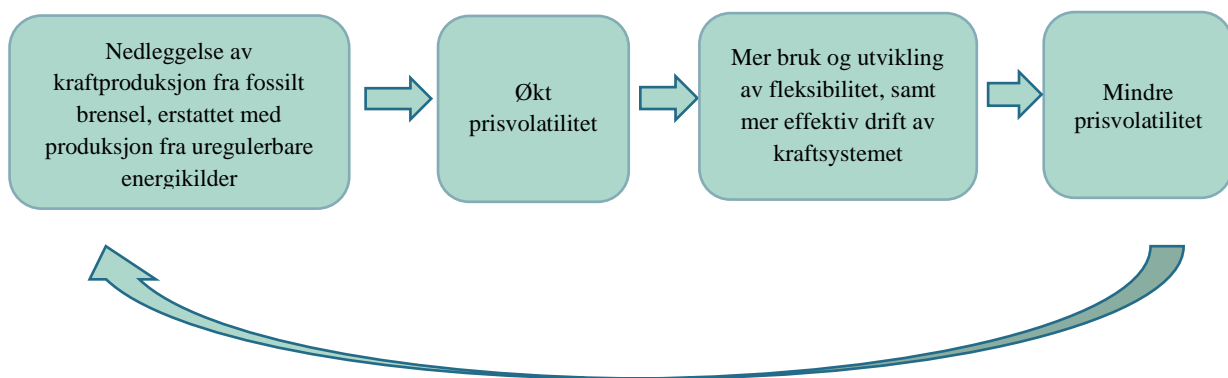 Nedleggelse av
kraftproduksjon fra fossilt
brensel, erstattet med
produksjon fra uregulerbare
energikilder
Økt
prisvolatilitet
Mer bruk og utvikling
av fleksibilitet, samt
mer effektiv drift av
kraftsystemet
Mindre
prisvolatilitet